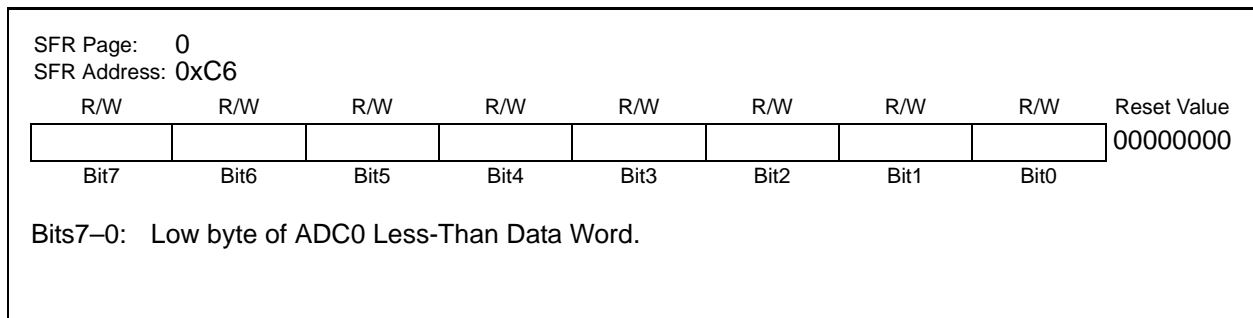 SFR Page: 0
SFR Address: 0xC6
R/W R/W R/W R/W R/W R/W R/W R/W Reset Value
00000000
Bit7 Bit6 Bit5 Bit4 Bit3 Bit2 Bit1 Bit0
Bits7–0: Low byte of ADC0 Less-Than Data Word.